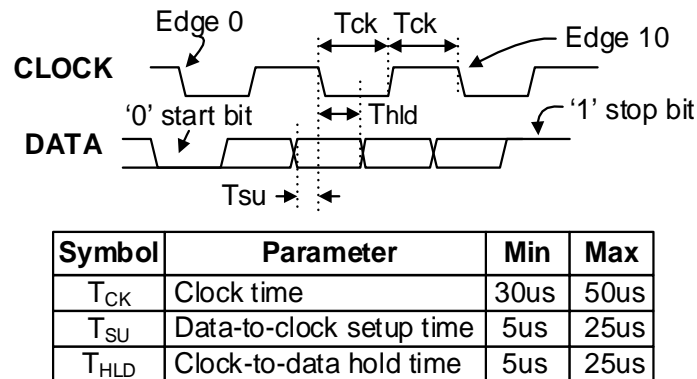 Edge 0
Tck
Tck
Edge 10
CLOCK
Thld
'0' start bit
'1' stop bit
DATA
Tsu
Symbol Parameter Min Max
TCK Clock time 30us 50us
TSU Data-to-clock setup time 5us 25us
THLD Clock-to-data hold time 5us 25us